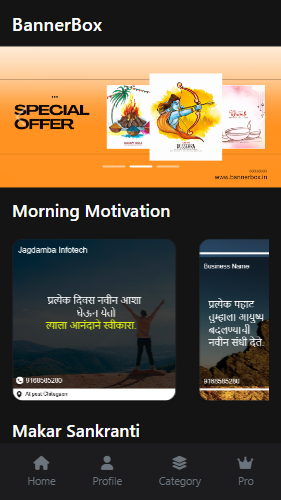 BannerBox
SPECIAL
OFFER
www.bannerbox.in
Morning Motivation
Jagdamba Infotech
प्रत्येक दिवस नवीन आशा
घेऊन येतो
त्याला आनंदाने स्वीकारा.
9168585280
At post Chitegaon
Business Name
प्रत्येक पहाट
तुम्हाला आयुष्य
बदलण्याची
नवीन संधी देते.
9168585280
Makar Sankranti
Home
Profile
Category
Pro